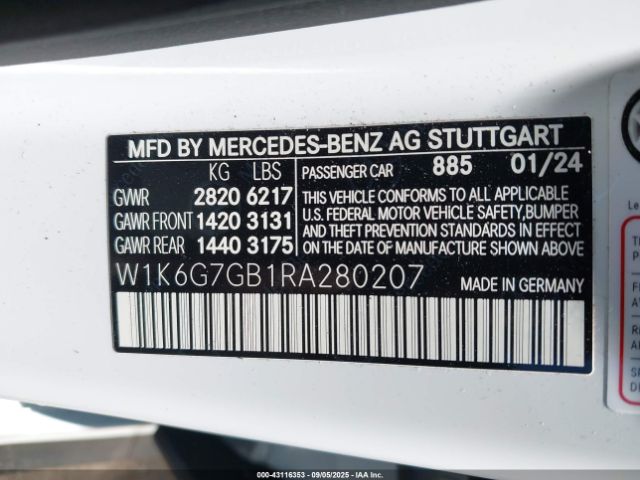 MFD BY MERCEDES-BENZ AG STUTTGART
KG LBS PASSENGER CAR 885 01/24
GVWR 2820 6217
GAWR FRONT 1420 3131
GAWR REAR 1440 3175
THIS VEHICLE CONFORMS TO ALL APPLICABLE
U.S. FEDERAL MOTOR VEHICLE SAFETY, BUMPER
AND THEFT PREVENTION STANDARDS IN EFFECT
ON THE DATE OF MANUFACTURE SHOWN ABOVE.
W1K6G7GB1RA280207 MADE IN GERMANY
000-43116353 - 09/05/2025 - IAAI.COM